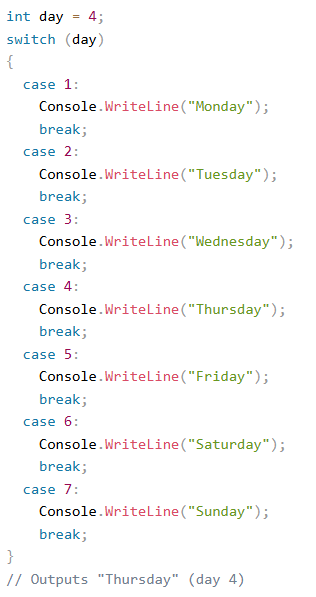 int day = 4;
switch (day)
{
  case 1:
    Console.WriteLine("Monday");
    break;
  case 2:
    Console.WriteLine("Tuesday");
    break;
  case 3:
    Console.WriteLine("Wednesday");
    break;
  case 4:
    Console.WriteLine("Thursday");
    break;
  case 5:
    Console.WriteLine("Friday");
    break;
  case 6:
    Console.WriteLine("Saturday");
    break;
  case 7:
    Console.WriteLine("Sunday");
    break;
}
// Outputs "Thursday" (day 4)